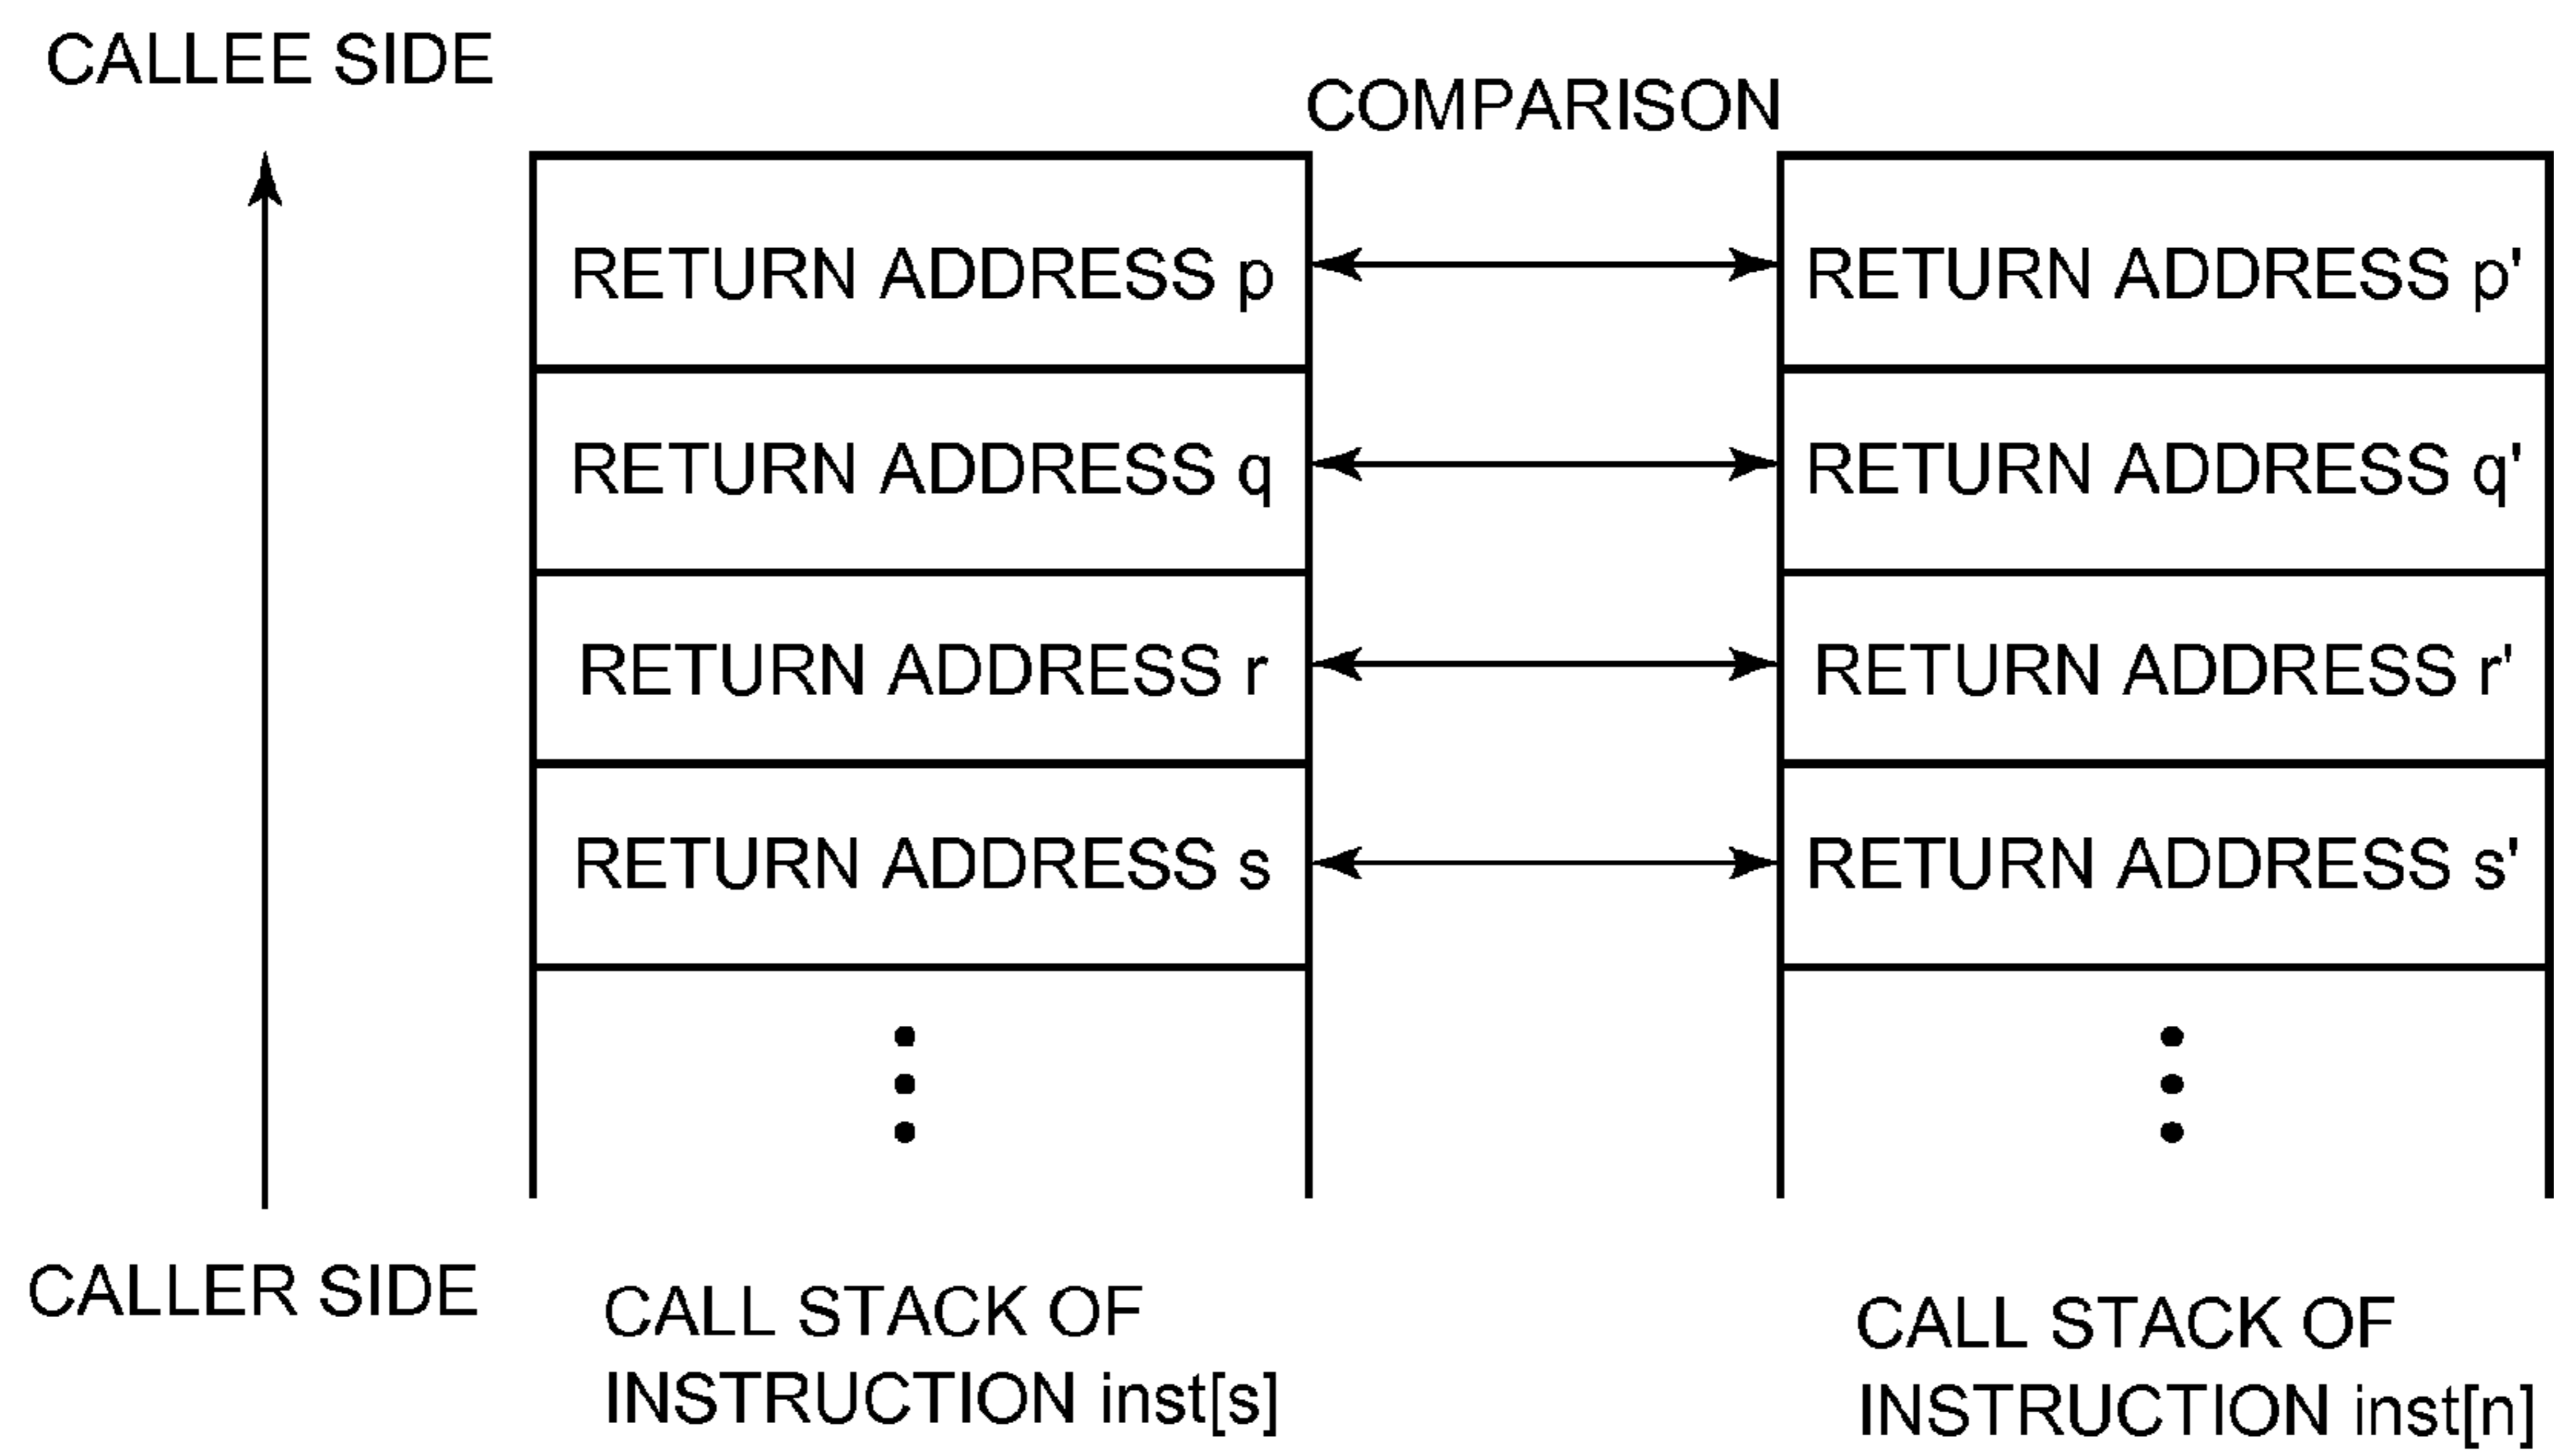 CALLEE SIDE
COMPARISON
RETURN ADDRESS p
RETURN ADDRESS p'
RETURN ADDRESS q
RETURN ADDRESS q'
RETURN ADDRESS r
RETURN ADDRESS r'
RETURN ADDRESS s
RETURN ADDRESS s'
CALLER SIDE
CALL STACK OF
INSTRUCTION inst[s]
CALL STACK OF
INSTRUCTION inst[n]